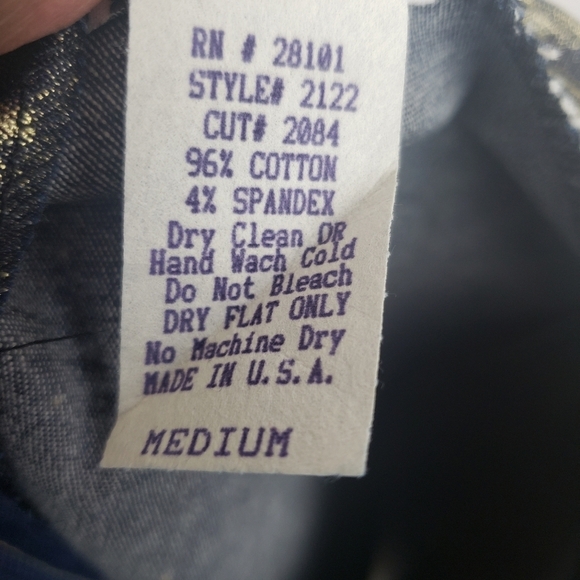 RN # 28101
STYLE# 2122
CUT# 2084
96% COTTON
4% SPANDEX
Dry Clean OR
Hand Wach Cold
Do Not Bleach
DRY FLAT ONLY
No Machine Dry
MADE IN U.S.A.
MEDIUM